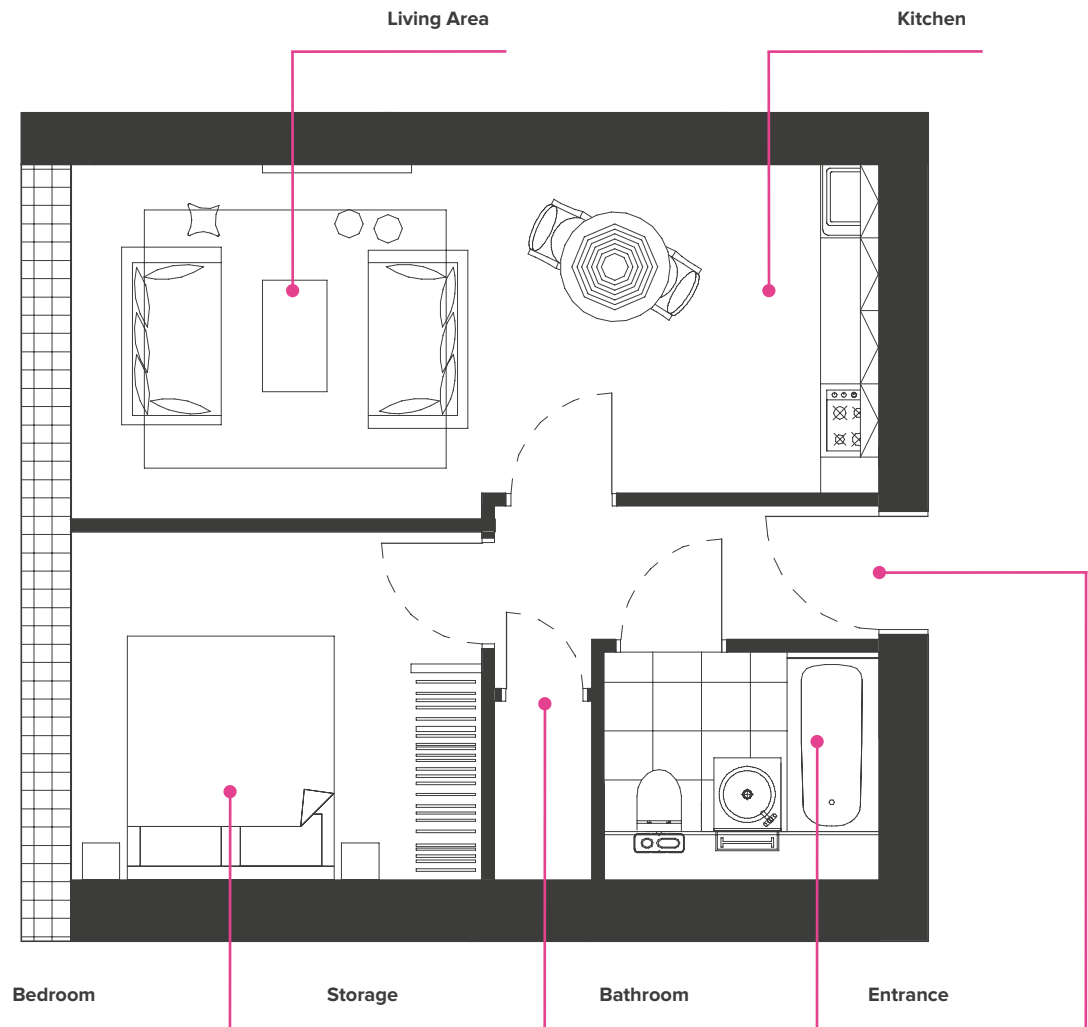 Living Area
Kitchen
Bedroom
Storage
Bathroom
Entrance